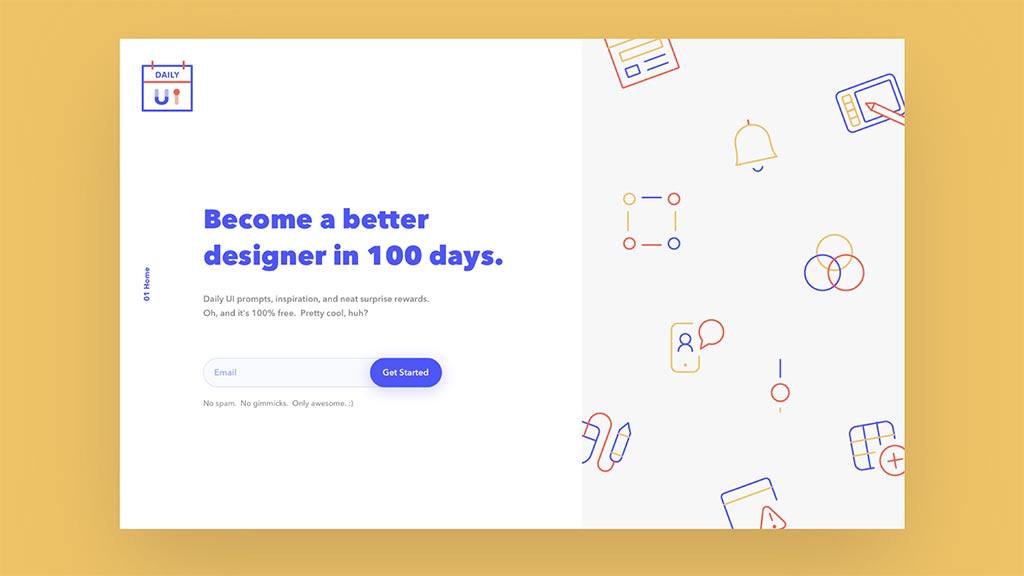 DAILY
UI
Become a better
designer in 100 days.
01 Home
Daily UI prompts, inspiration, and neat surprise rewards.
Oh, and it's 100% free.  Pretty cool, huh?
Email
Get Started
No spam.  No gimmicks.  Only awesome. :)